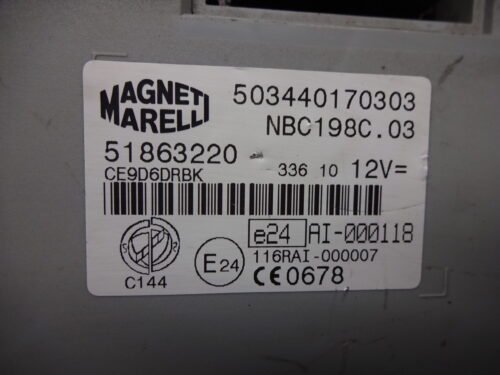 MAGNETI
MARELLI
503440170303
NBC198C.03
51863220 -
CE9D6DRBK
336 10 12V=
e24 AI-000118
116RAI-000007
E24
C144
CE0678